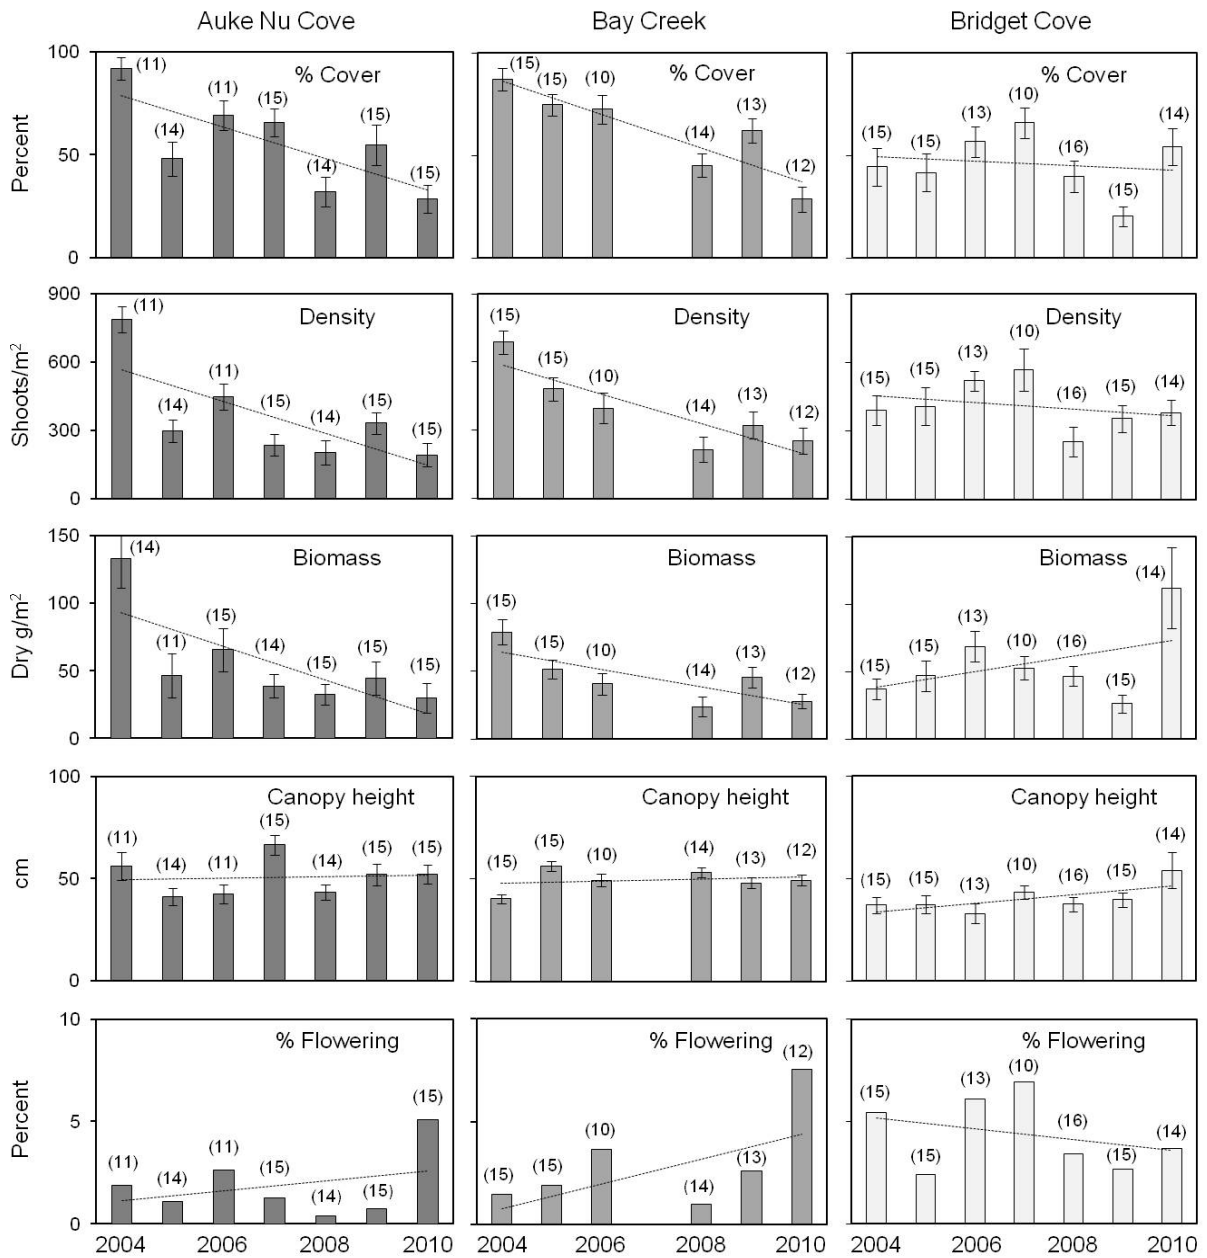 Auke Nu Cove Bay Creek Bridget Cove
100 (11) % Cover (15) % Cover % Cover
(11) (15) (15) (15) (10) (13) (13) (10) (14)
Percent 50 (14) (14) (15) (14) (12) (15) (15) (16) (15)
0
900 (11) Density Density Density
Shoots/m² 600 (14) (11) (15) (14) (15) (15) (15) (15) (10) (14) (13) (12) (15) (15) (13) (10) (16) (15) (14)
300
0
150 (14) Biomass Biomass Biomass
Dry g/m² 100 (11) (15) (14) (15) (15) (15) (15) (15) (10) (14) (13) (12) (15) (15) (13) (10) (16) (15) (14)
50
0
100 Canopy height Canopy height Canopy height
cm 50 (11) (14) (11) (15) (14) (15) (15) (15) (15) (10) (14) (13) (12) (15) (15) (13) (10) (16) (15) (14)
0
10 % Flowering % Flowering % Flowering
Percent 5 (11) (14) (11) (15) (14) (15) (15) (15) (15) (10) (14) (13) (12) (15) (15) (13) (10) (16) (15) (14)
0
2004 2006 2008 2010 2004 2006 2008 2010 2004 2006 2008 2010